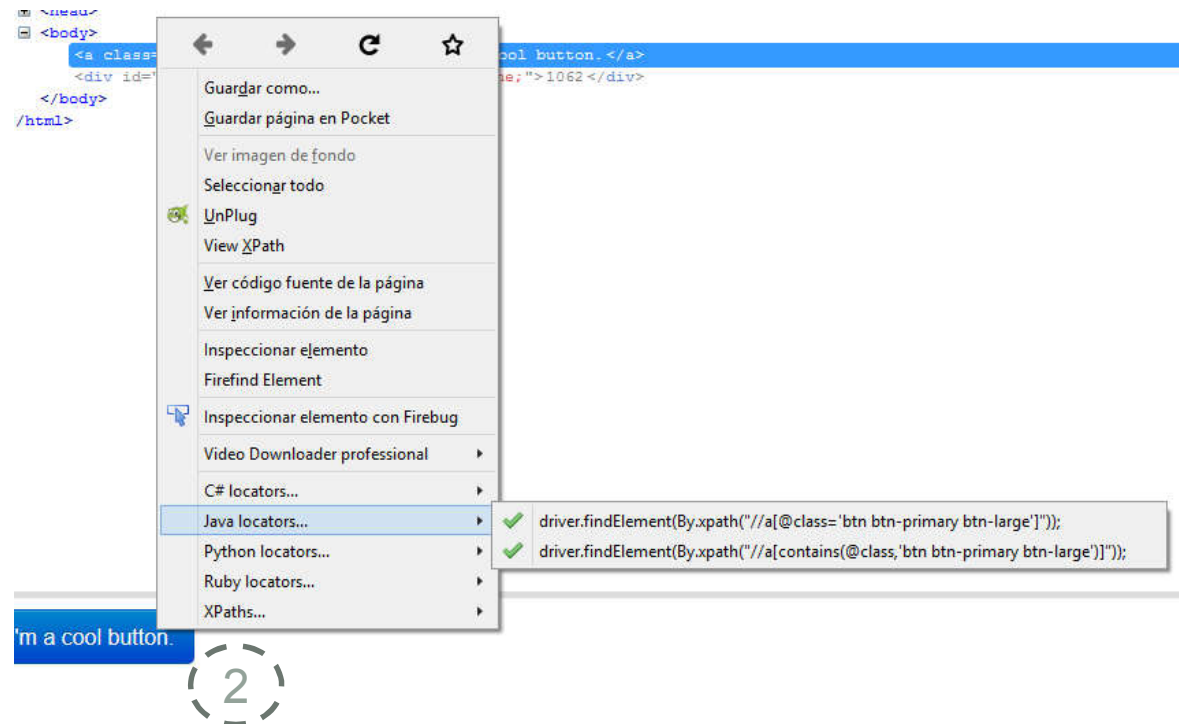 <head>
<body>
<a class= ool button.</a>
<div id=" ne;">1062</div>
</body>
/html>
Guardar como...
Guardar página en Pocket
Ver imagen de fondo
Seleccionar todo
UnPlug
View XPath
Ver código fuente de la página
Ver información de la página
Inspeccionar elemento
Firefind Element
Inspeccionar elemento con Firebug
Video Downloader professional
C# locators...
Java locators...
driver.findElement(By.xpath("//a[@class='btn btn-primary btn-large']"));
Python locators...
driver.findElement(By.xpath("//a[contains(@class,'btn btn-primary btn-large')]"));
Ruby locators...
XPaths...
'm a cool button.
2